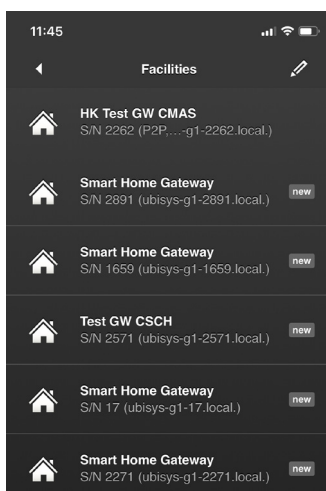 11:45
Facilities
HK Test GW CMAS
S/N 2262 (P2P,...-g1-2262.local.)
Smart Home Gateway
S/N 2891 (ubisys-g1-2891.local.)
new
Smart Home Gateway
S/N 1659 (ubisys-g1-1659.local.)
new
Test GW CSCH
S/N 2571 (ubisys-g1-2571.local.)
new
Smart Home Gateway
S/N 17 (ubisys-g1-17.local.)
new
Smart Home Gateway
S/N 2271 (ubisys-g1-2271.local.)
new